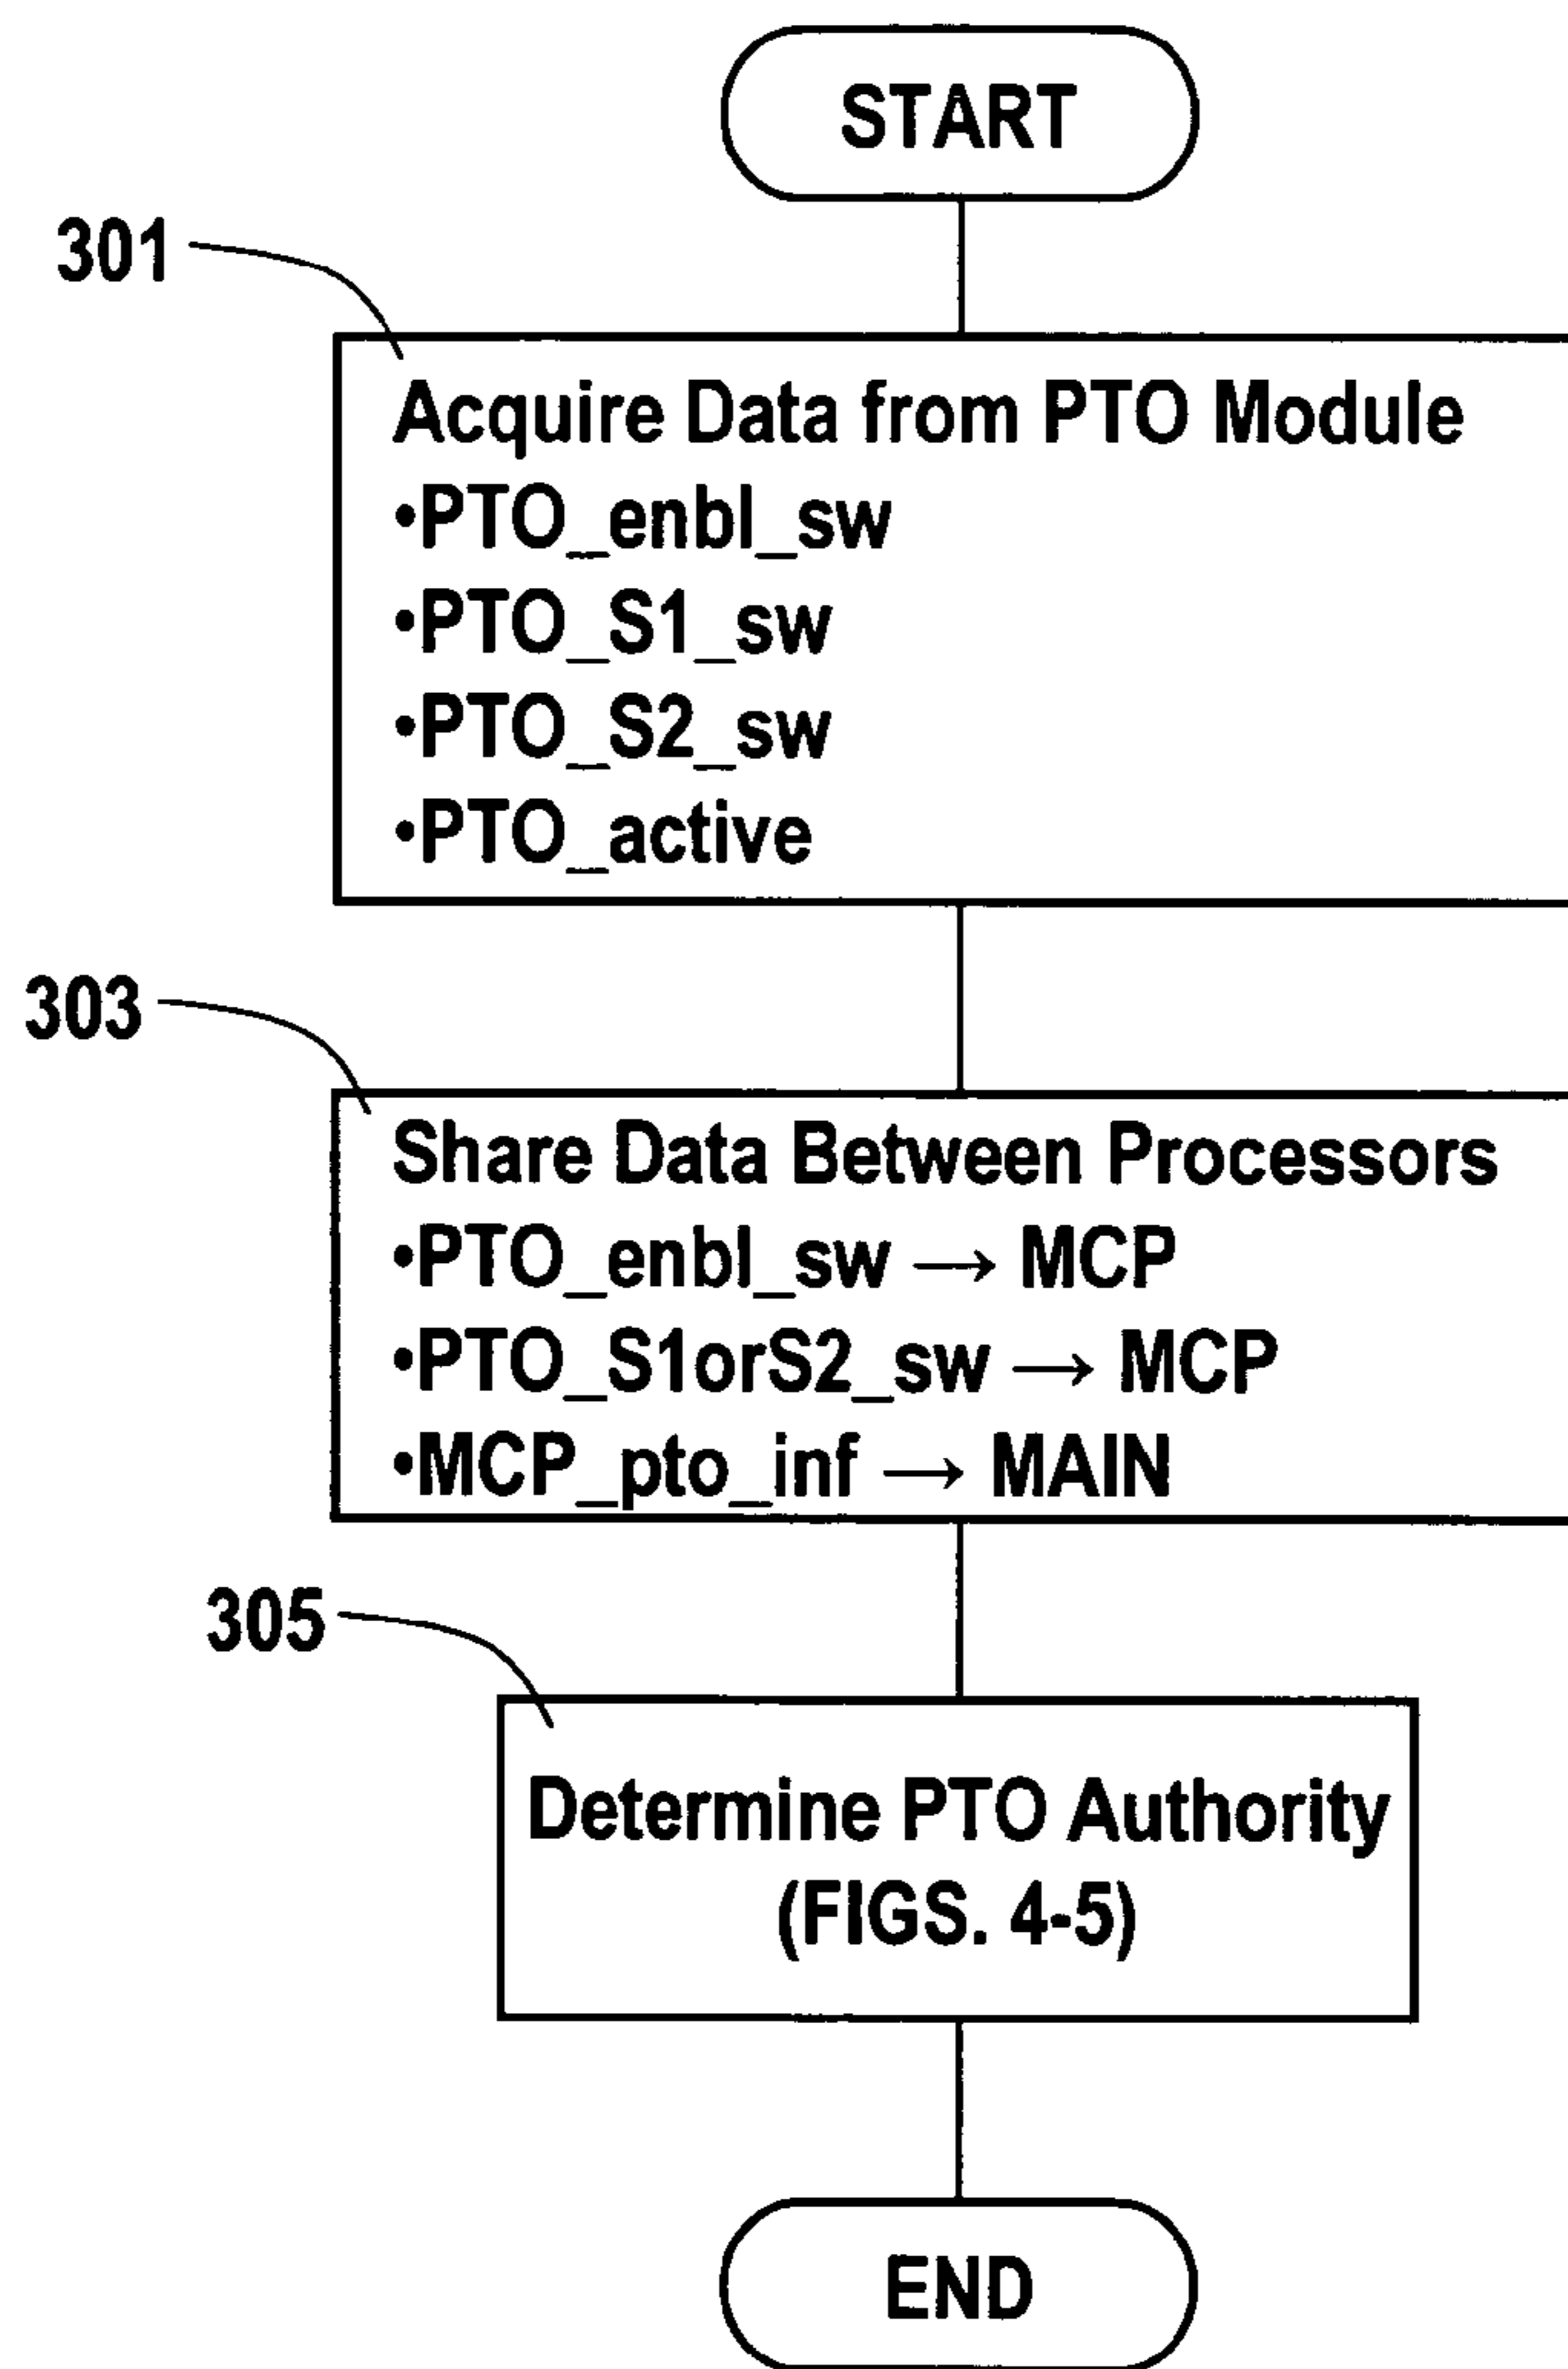 START
301
Acquire Data from PTO Module
•PTO_enbl_sw
•PTO_S1_sw
•PTO_S2_sw
•PTO_active
303
Share Data Between Processors
•PTO_enbl_sw → MCP
•PTO_S1orS2_sw → MCP
•MCP_pto_inf → MAIN
305
Determine PTO Authority
(FIGS. 4-5)
END